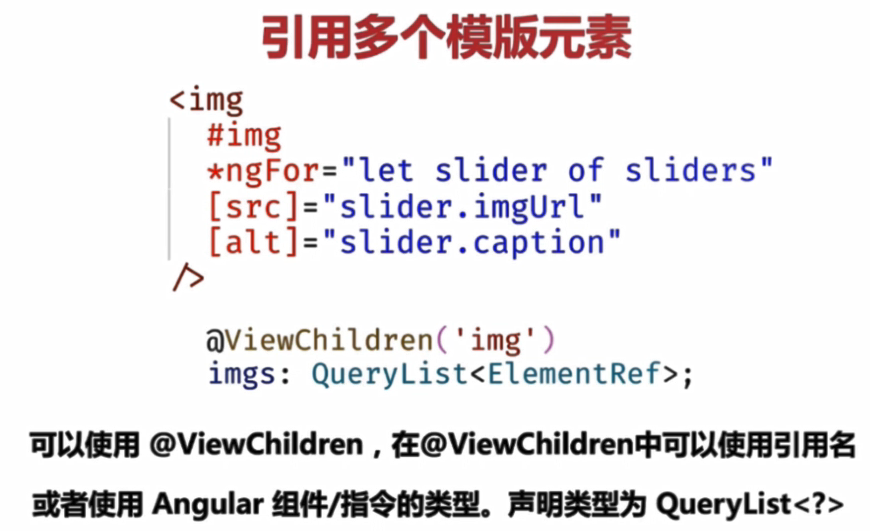 引用多个模版元素
<img
#img
*ngFor="let slider of sliders"
[src]="slider.imgUrl"
[alt]="slider.caption"
/>
@ViewChildren('img')
imgs: QueryList<ElementRef>;
可以使用 @ViewChildren，在@ViewChildren中可以使用引用名
或者使用 Angular 组件/指令的类型。声明类型为 QueryList<?>